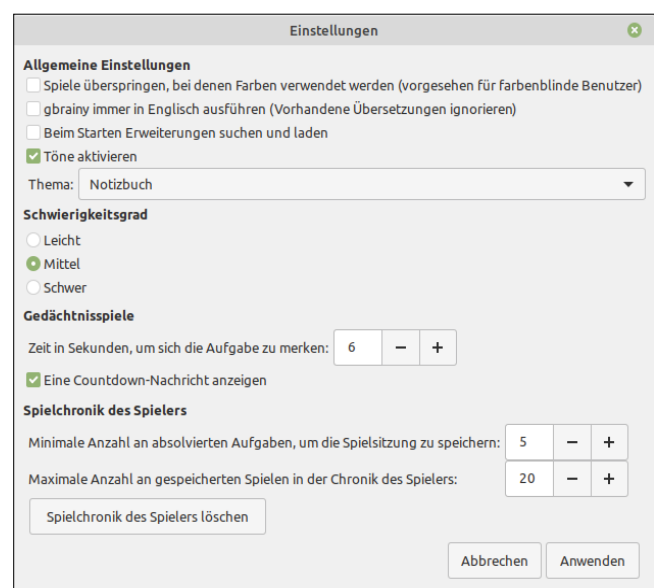 Einstellungen
Allgemeine Einstellungen
Spiele überspringen, bei denen Farben verwendet werden (vorgesehen für farbenblinde Benutzer)
gbrainy immer in Englisch ausführen (Vorhandene Übersetzungen ignorieren)
Beim Starten Erweiterungen suchen und laden
Töne aktivieren
Thema: Notizbuch
Schwierigkeitsgrad
Leicht
Mittel
Schwer
Gedächtnisspiele
Zeit in Sekunden, um sich die Aufgabe zu merken: 6 − +
Eine Countdown-Nachricht anzeigen
Spielchronik des Spielers
Minimale Anzahl an absolvierten Aufgaben, um die Spielsitzung zu speichern: 5 − +
Maximale Anzahl an gespeicherten Spielen in der Chronik des Spielers: 20 − +
Spielchronik des Spielers löschen
Abbrechen Anwenden